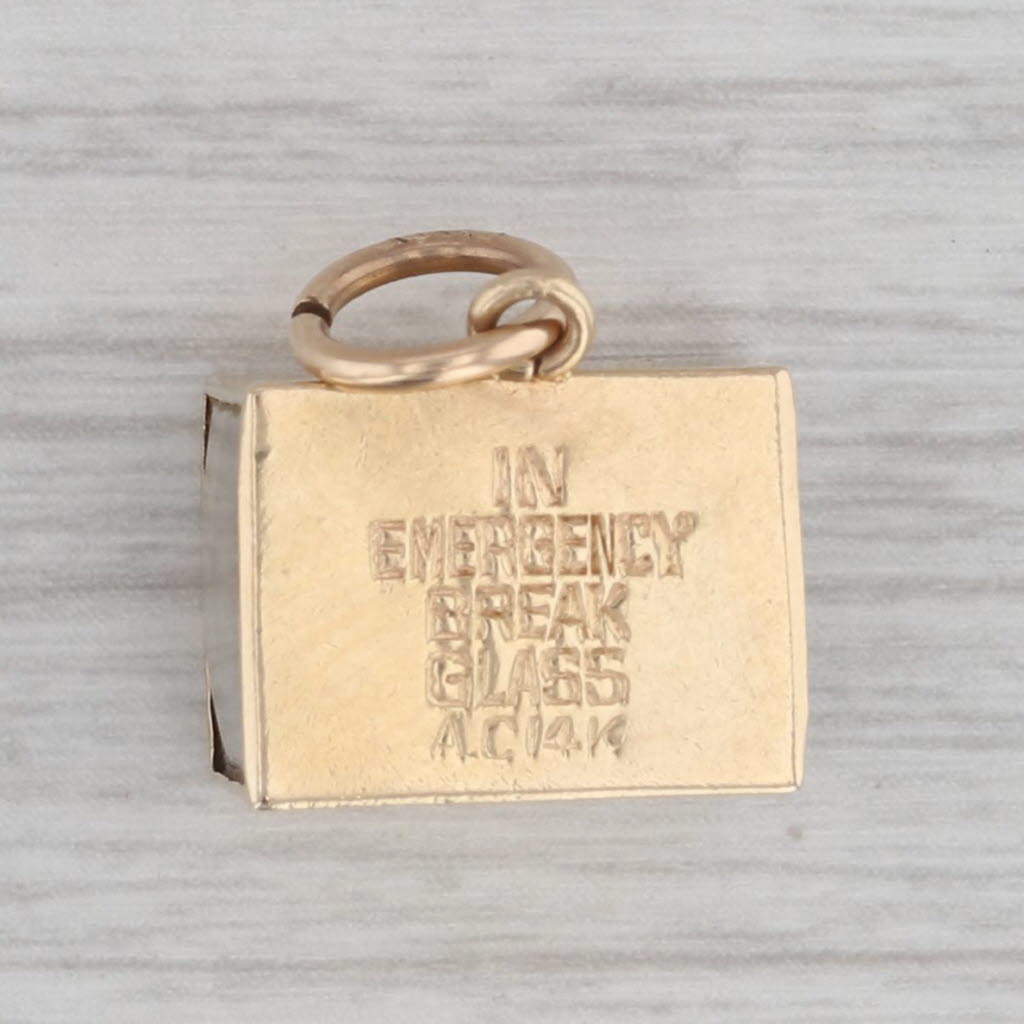 IN
EMERGENCY
BREAK
GLASS
A.C 14K